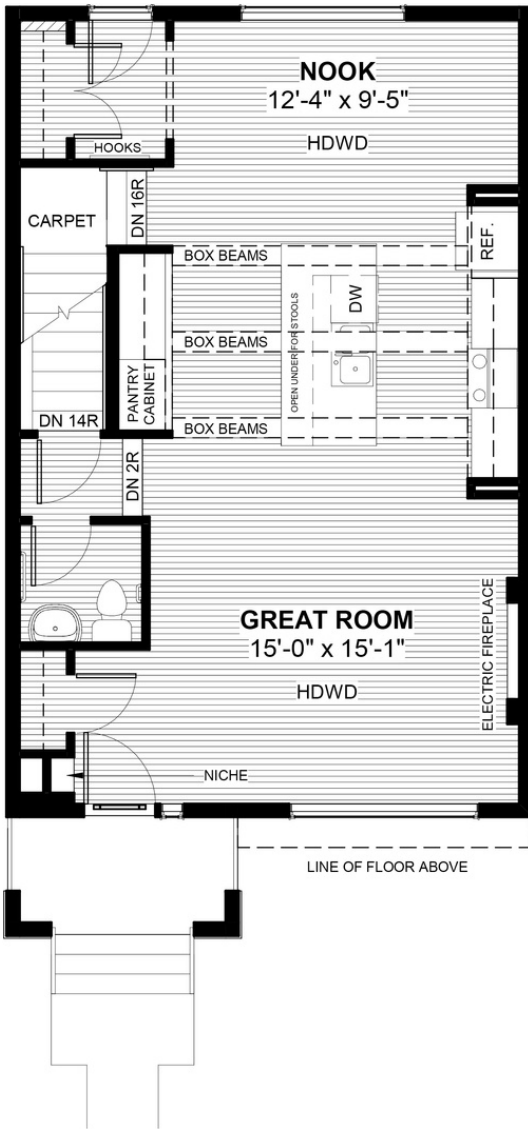 NOOK
12'-4" x 9'-5"
HDWD
HOOKS
CARPET
DN 16R
REF.
BOX BEAMS
DW
OPEN UNDER FOR STOOLS
BOX BEAMS
PANTRY
CABINET
DN 14R
BOX BEAMS
DN 2R
ELECTRIC FIREPLACE
GREAT ROOM
15'-0" x 15'-1"
HDWD
NICHE
LINE OF FLOOR ABOVE